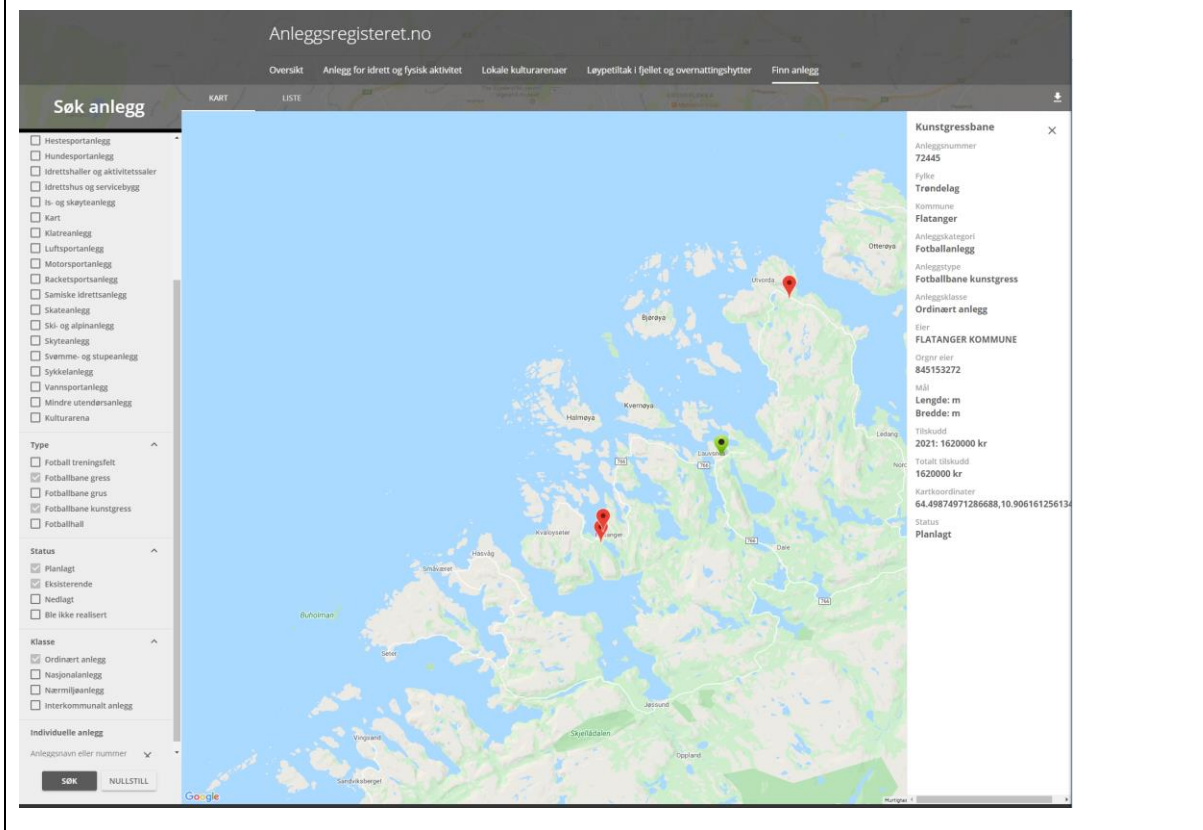 Anleggsregisteret.no
Oversikt Anlegg for idrett og fysisk aktivitet Lokale kulturarenaer Løypetiltak i fjellet og overnattingshytter Finn anlegg
Søk anlegg
KART LISTE
Hestesportanlegg
Hundesportanlegg
Idrettshaller og aktivitetssaler
Idrettshus og servicebygg
Is- og skøyteanlegg
Kart
Klatreanlegg
Luftsportanlegg
Motorsportanlegg
Racketsportsanlegg
Samiske idrettsanlegg
Skateanlegg
Ski- og alpinanlegg
Skyteanlegg
Svømme- og stupeanlegg
Sykkelanlegg
Vannsportanlegg
Mindre utendørsanlegg
Kulturarena
Type
Fotball treningsfelt
Fotballbane gress
Fotballbane grus
Fotballbane kunstgress
Fotballhall
Status
Planlagt
Eksisterende
Nedlagt
Ble ikke realisert
Klasse
Ordinært anlegg
Nasjonalanlegg
Nærmiljøanlegg
Interkommunalt anlegg
Individuelle anlegg
Anleggsnavn eller nummer
SØK NULLSTILL
Otterøya
Utvorda
Bjørøya
Kvernøya
Halmøya
Ledang
Lauvsnes
766
766
Kvaløyseter
Hasvåg
766
Dale
Småværet
766
Buholman
Setet
Jøssund
Skjellådalen
Vingsand
Oppland
Sandviksberget
Google
Kunstgressbane
Anleggsnummer
72445
Fylke
Trøndelag
Kommune
Flatanger
Anleggskategori
Fotballanlegg
Anleggstype
Fotballbane kunstgress
Anleggsklasse
Ordinært anlegg
Eier
FLATANGER KOMMUNE
Orgnr eier
845153272
Mål
Lengde: m
Bredde: m
Tilskudd
2021: 1620000 kr
Totalt tilskudd
1620000 kr
Kartkoordinater
64.49874971286688,10.906161256134
Status
Planlagt